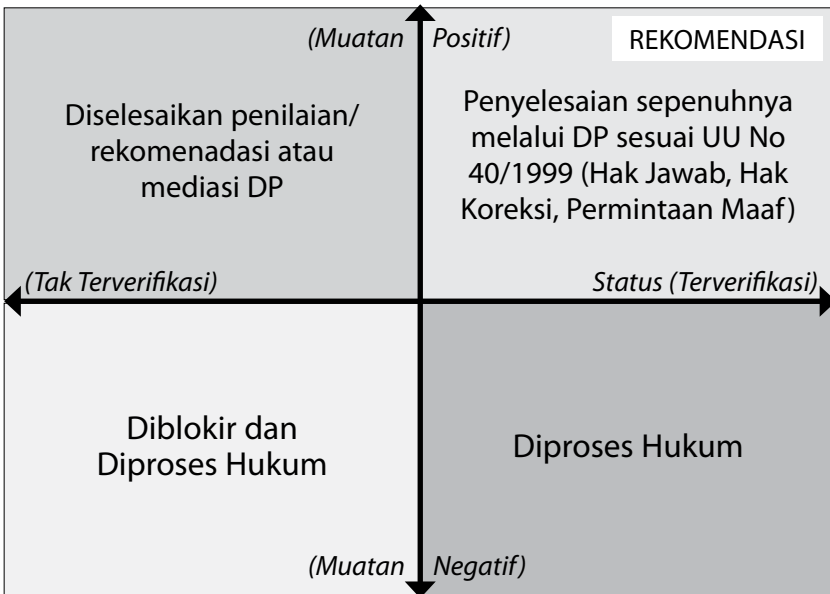 (Muatan Positif)
REKOMENDASI
Diselesaikan penilaian/
rekomenadasi atau
mediasi DP
Penyelesaian sepenuhnya
melalui DP sesuai UU No
40/1999 (Hak Jawab, Hak
Koreksi, Permintaan Maaf)
(Tak Terverifikasi)
Status (Terverifikasi)
Diblokir dan
Diproses Hukum
Diproses Hukum
(Muatan Negatif)